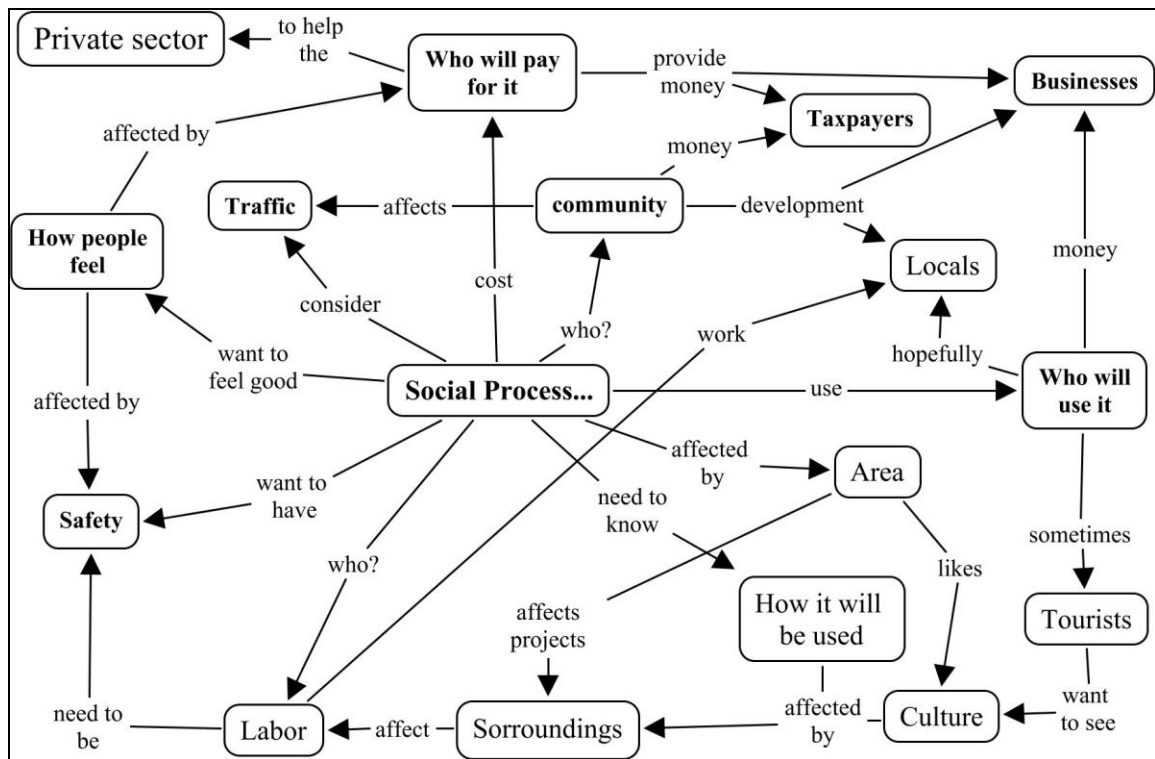 Private sector
to help
the
Who will pay
for it
provide
money
Businesses
Taxpayers
affected by
money
Traffic
affects
community
development
How people
feel
Locals
money
consider
cost
who?
work
want to
feel good
hopefully
Social Process...
use
Who will
use it
affected by
affected
by
Area
want to
have
need to
know
Safety
sometimes
who?
likes
How it will
be used
Tourists
affects
projects
want
to see
need to
be
Labor
affect
Sorroundings
affected
by
Culture